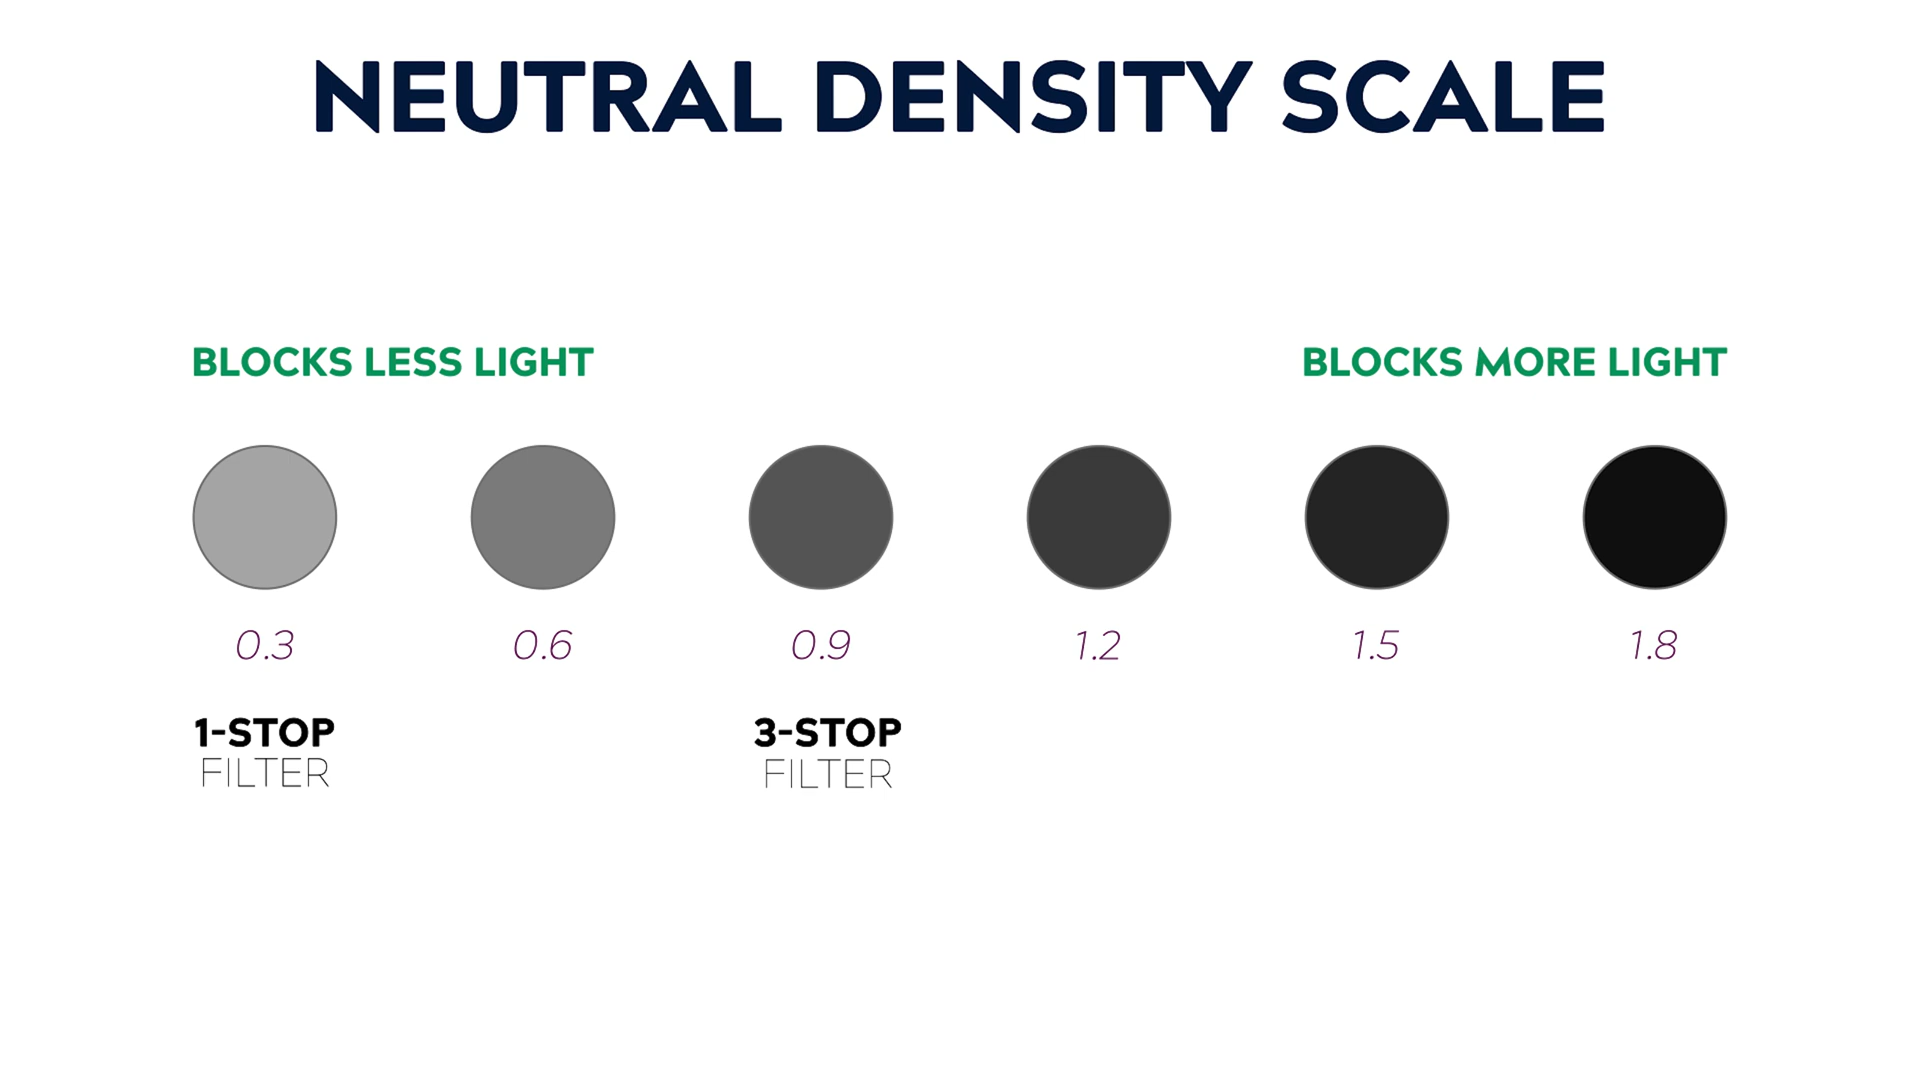 NEUTRAL DENSITY SCALE
BLOCKS LESS LIGHT
BLOCKS MORE LIGHT
0.3
0.6
0.9
1.2
1.5
1.8
1-STOP
FILTER
3-STOP
FILTER